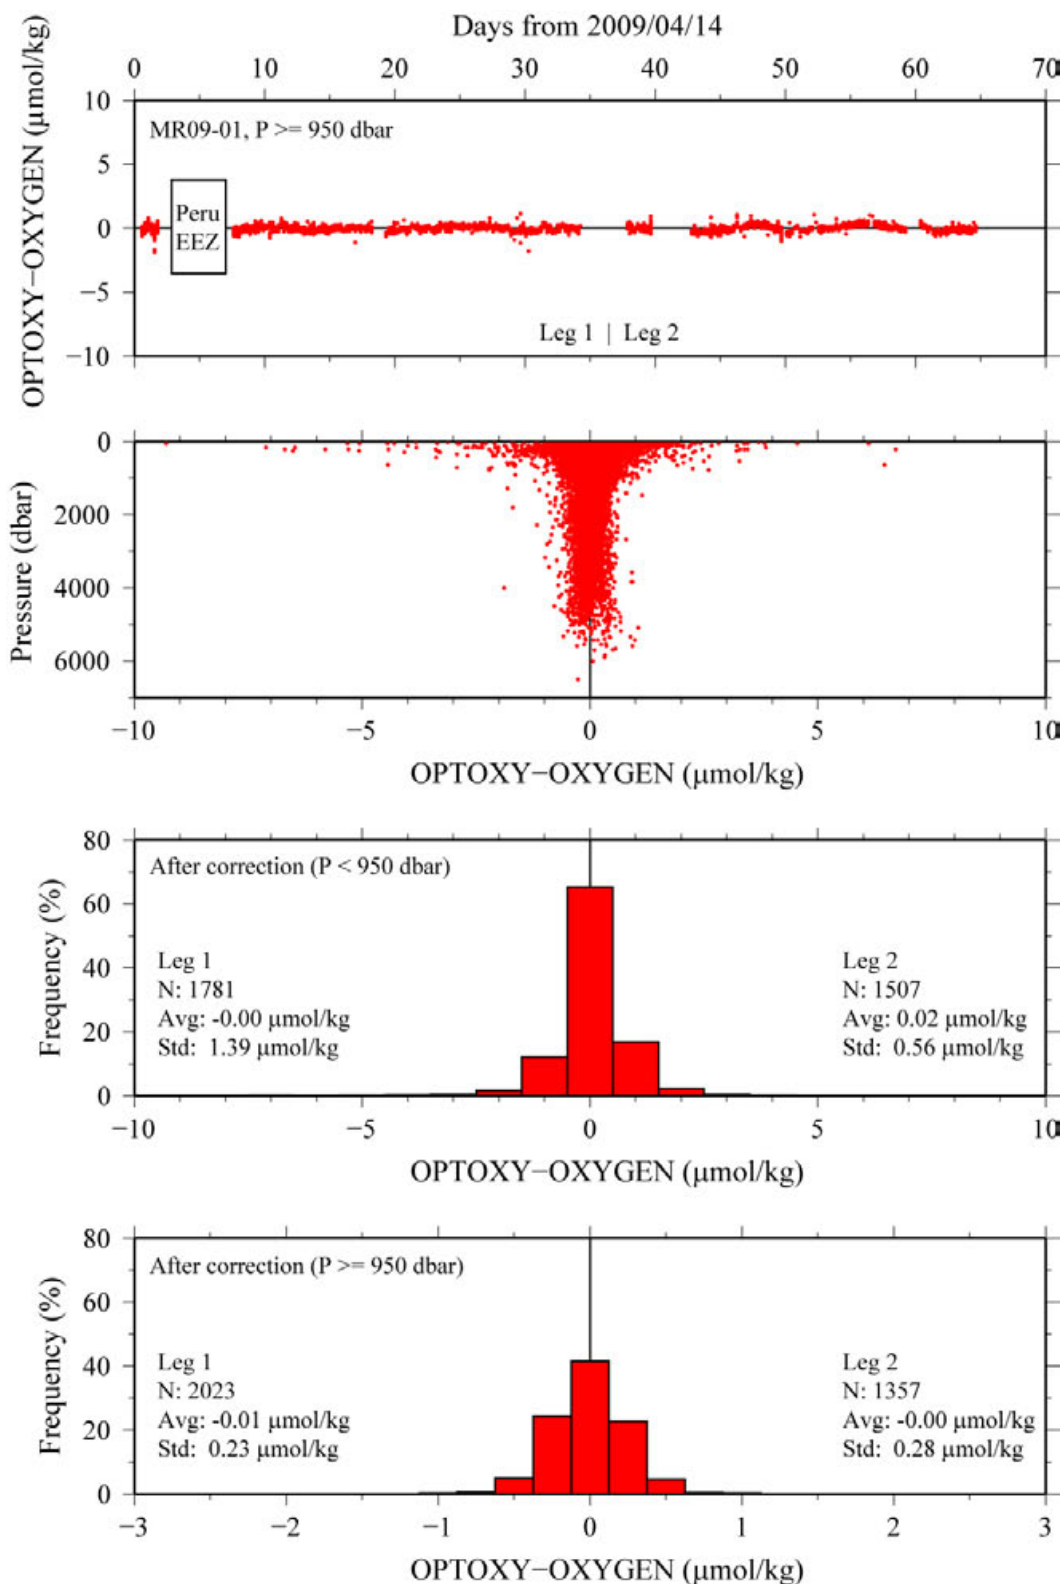 Days from 2009/04/14
0 10 20 30 40 50 60 70
OPTOXY−OXYGEN (μmol/kg)
10
5
0
−5
−10
MR09-01, P >= 950 dbar
Peru
EEZ
Leg 1 | Leg 2
Pressure (dbar)
0
2000
4000
6000
−10 −5 0 5 10
OPTOXY−OXYGEN (μmol/kg)
Frequency (%)
80
60
40
20
0
After correction (P < 950 dbar)
Leg 1
N: 1781
Avg: -0.00 μmol/kg
Std: 1.39 μmol/kg
Leg 2
N: 1507
Avg: 0.02 μmol/kg
Std: 0.56 μmol/kg
−10 −5 0 5 10
OPTOXY−OXYGEN (μmol/kg)
Frequency (%)
80
60
40
20
0
After correction (P >= 950 dbar)
Leg 1
N: 2023
Avg: -0.01 μmol/kg
Std: 0.23 μmol/kg
Leg 2
N: 1357
Avg: -0.00 μmol/kg
Std: 0.28 μmol/kg
−3 −2 −1 0 1 2 3
OPTOXY−OXYGEN (μmol/kg)